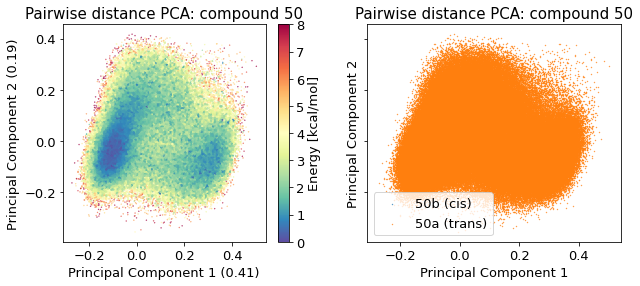 Pairwise distance PCA: compound 50
Principal Component 2 (0.19)
0.4
0.2
0.0
−0.2
−0.2
0.0
0.2
0.4
Principal Component 1 (0.41)
8
7
6
5
4
3
2
1
0
Energy [kcal/mol]
Pairwise distance PCA: compound 50
Principal Component 2
50b (cis)
50a (trans)
−0.2
0.0
0.2
0.4
Principal Component 1